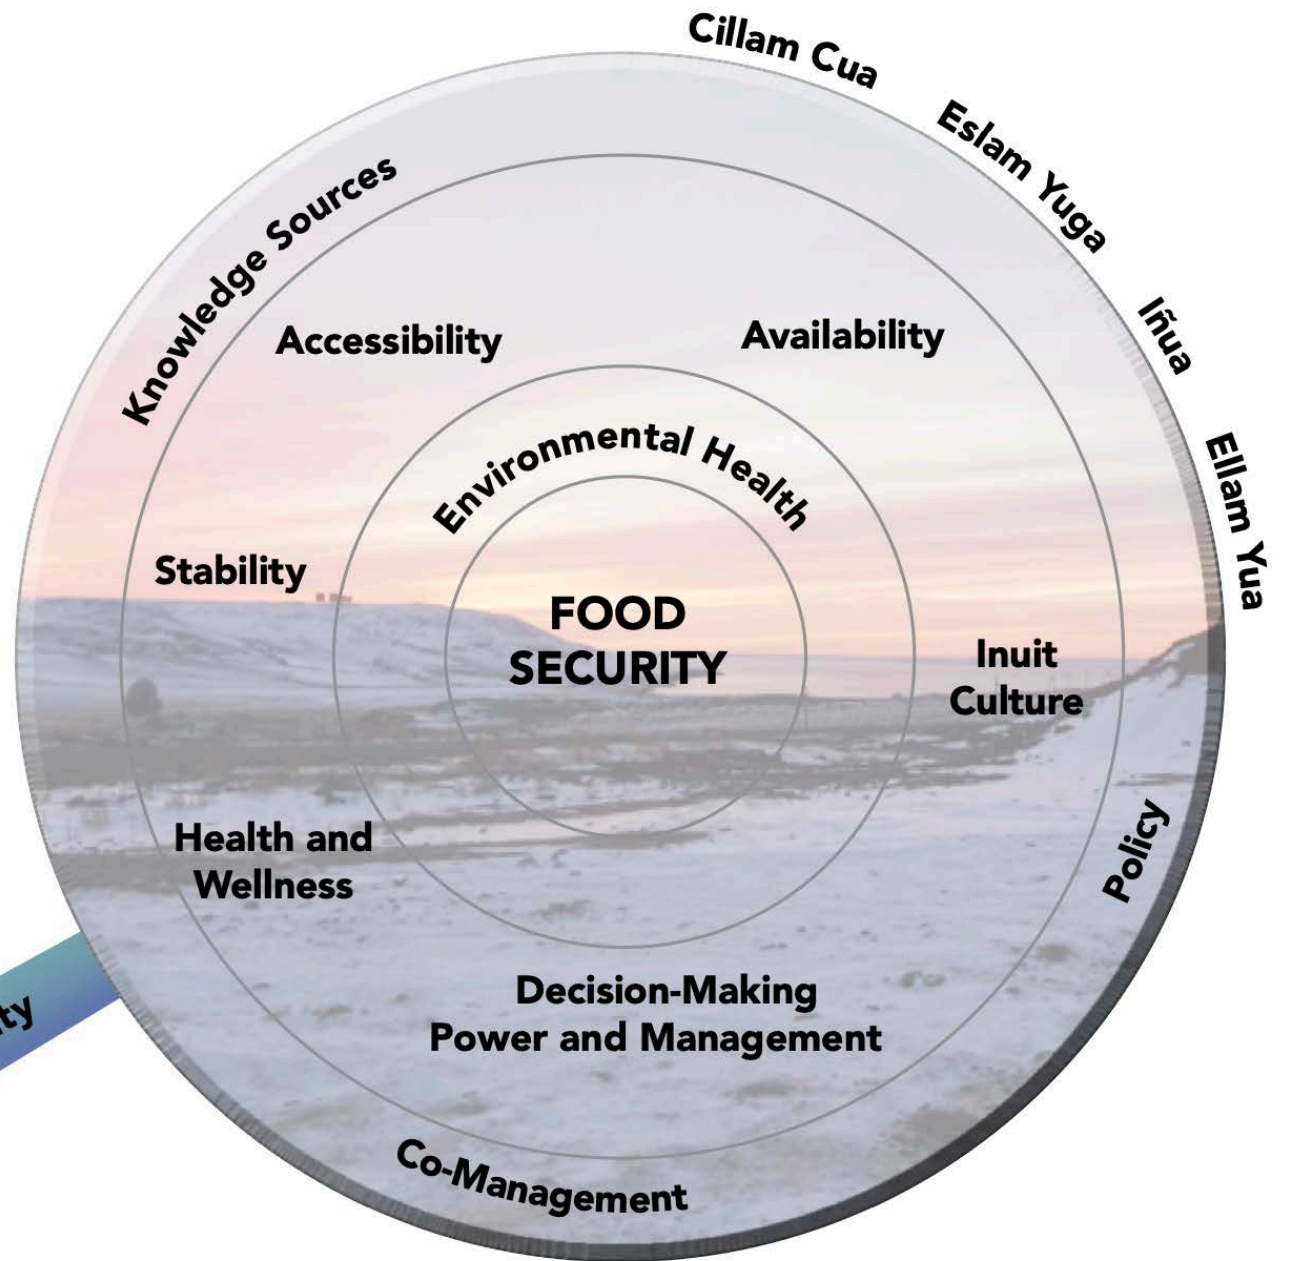 Cillam Cua
Eslam Yuga
Iñua
Ellam Yua
Knowledge Sources
Accessibility
Availability
Environmental Health
Stability
FOOD
SECURITY
Inuit
Culture
Health and
Wellness
Policy
Decision-Making
Power and Management
Co-Management